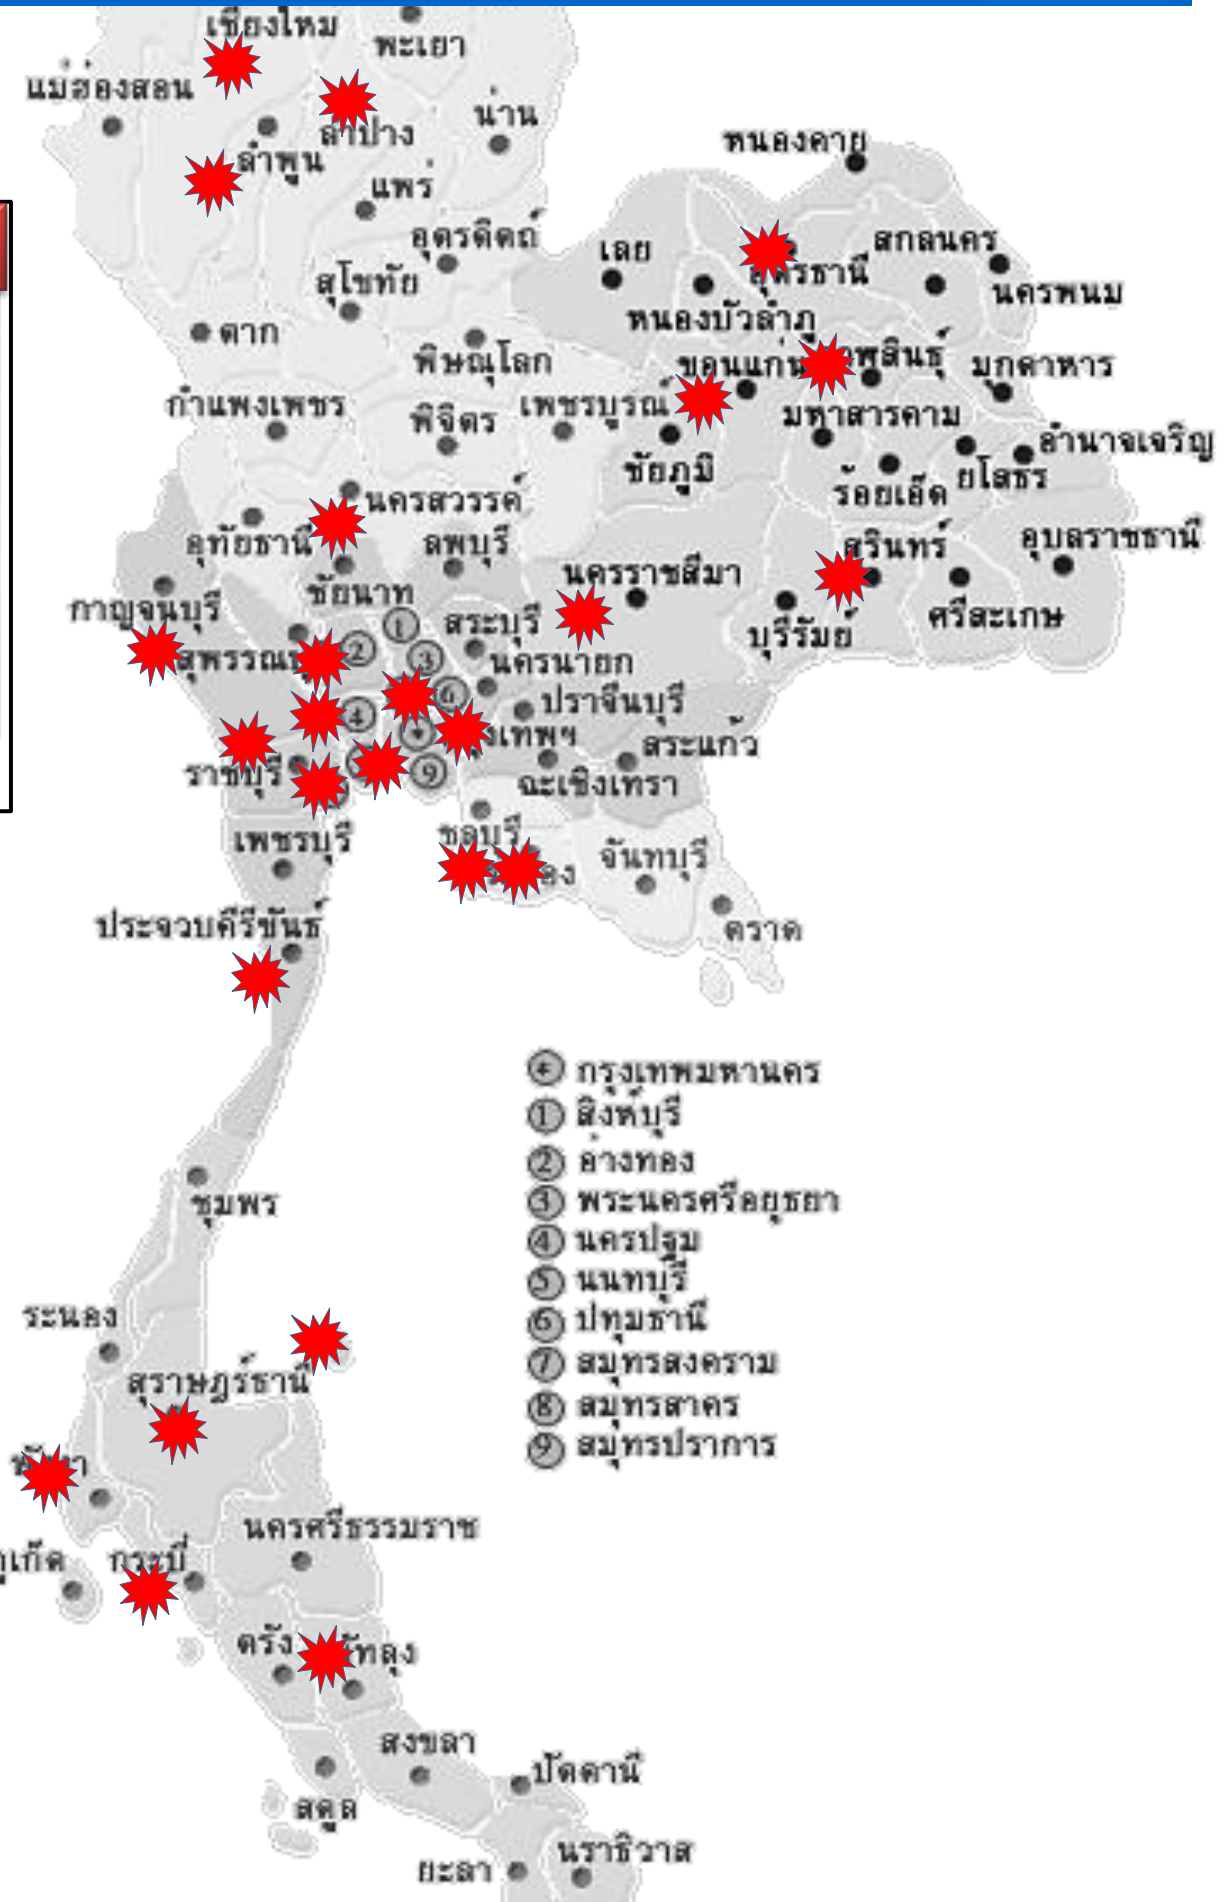 เชียงใหม่
พะเยา
แม่ฮ่องสอน
น่าน
ลำปาง
ลำพูน
แพร่
หนองคาย
อุตรดิตถ์
เลย
สกลนคร
อุดรธานี
สุโขทัย
นครพนม
ตาก
หนองบัวลำภู
พิษณุโลก
ขอนแก่น
มุกดาหาร
กำแพงเพชร
พิจิตร
เพชรบูรณ์
มหาสารคาม
อำนาจเจริญ
ชัยภูมิ
ร้อยเอ็ด
ยโสธร
นครสวรรค์
อุทัยธานี
ลพบุรี
สุรินทร์
อุบลราชธานี
นครราชสีมา
ชัยนาท
กาญจนบุรี
สระบุรี
บุรีรัมย์
ศรีสะเกษ
1
2
3
นครนายก
6
ปราจีนบุรี
4
สระแก้ว
ราชบุรี
9
ฉะเชิงเทรา
เพชรบุรี
ชลบุรี
จันทบุรี
ตราด
ประจวบคีรีขันธ์
* กรุงเทพมหานคร
1 สิงห์บุรี
2 อ่างทอง
3 พระนครศรีอยุธยา
4 นครปฐม
5 นนทบุรี
6 ปทุมธานี
7 สมุทรสงคราม
8 สมุทรสาคร
9 สมุทรปราการ
ชุมพร
ระนอง
สุราษฎร์ธานี
นครศรีธรรมราช
กระบี่
ตรัง
สงขลา
ปัตตานี
สตูล
นราธิวาส
ยะลา